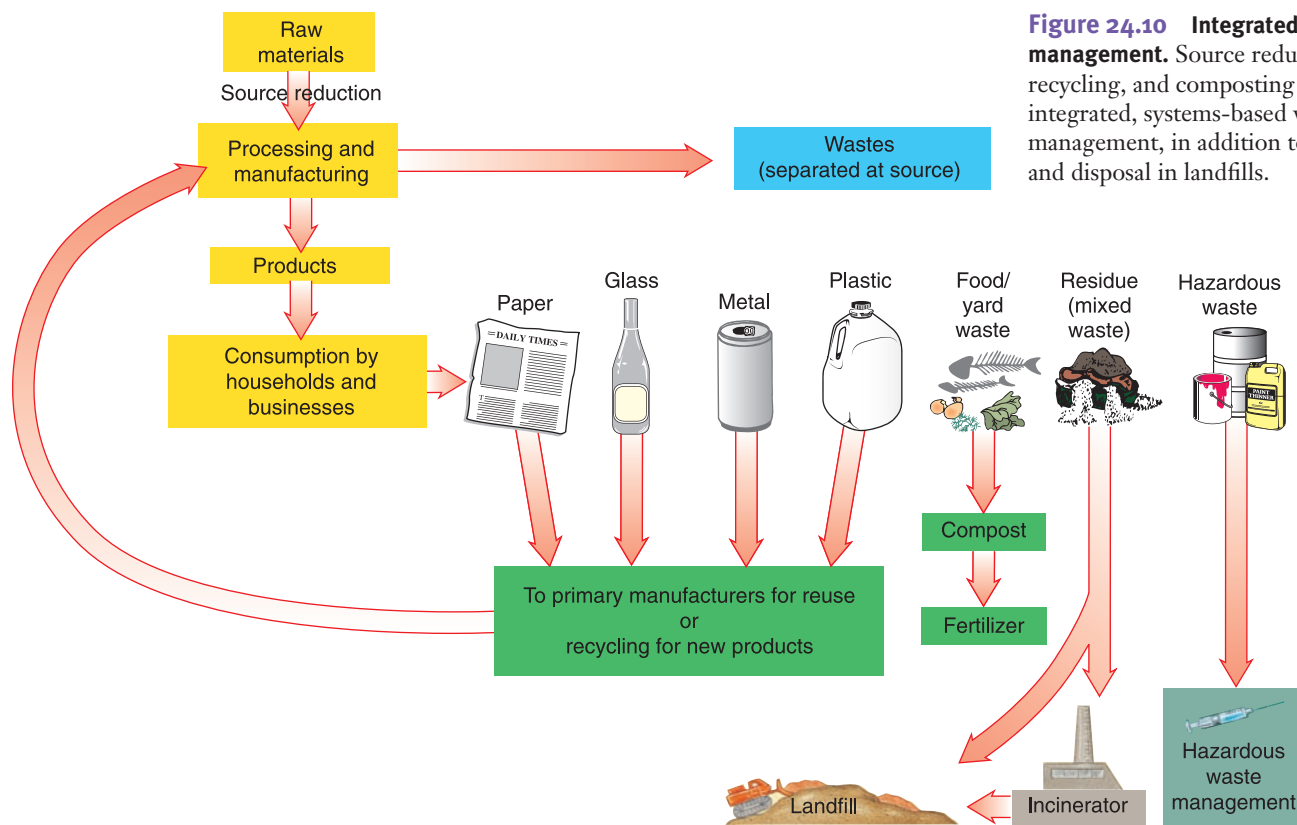 Figure 24.10 Integrated
management. Source redu
recycling, and composting
integrated, systems-based
management, in addition to
and disposal in landfills.
Raw
materials
Source reduction
Processing and
manufacturing
Wastes
(separated at source)
Products
Consumption by
households and
businesses
Paper
DAILY TIMES
T
Glass
Metal
Plastic
Food/
yard
waste
Residue
(mixed
waste)
Hazardous
waste
PAINT
THINNER
To primary manufacturers for reuse
or
recycling for new products
Compost
Fertilizer
Landfill
Incinerator
Hazardous
waste
management